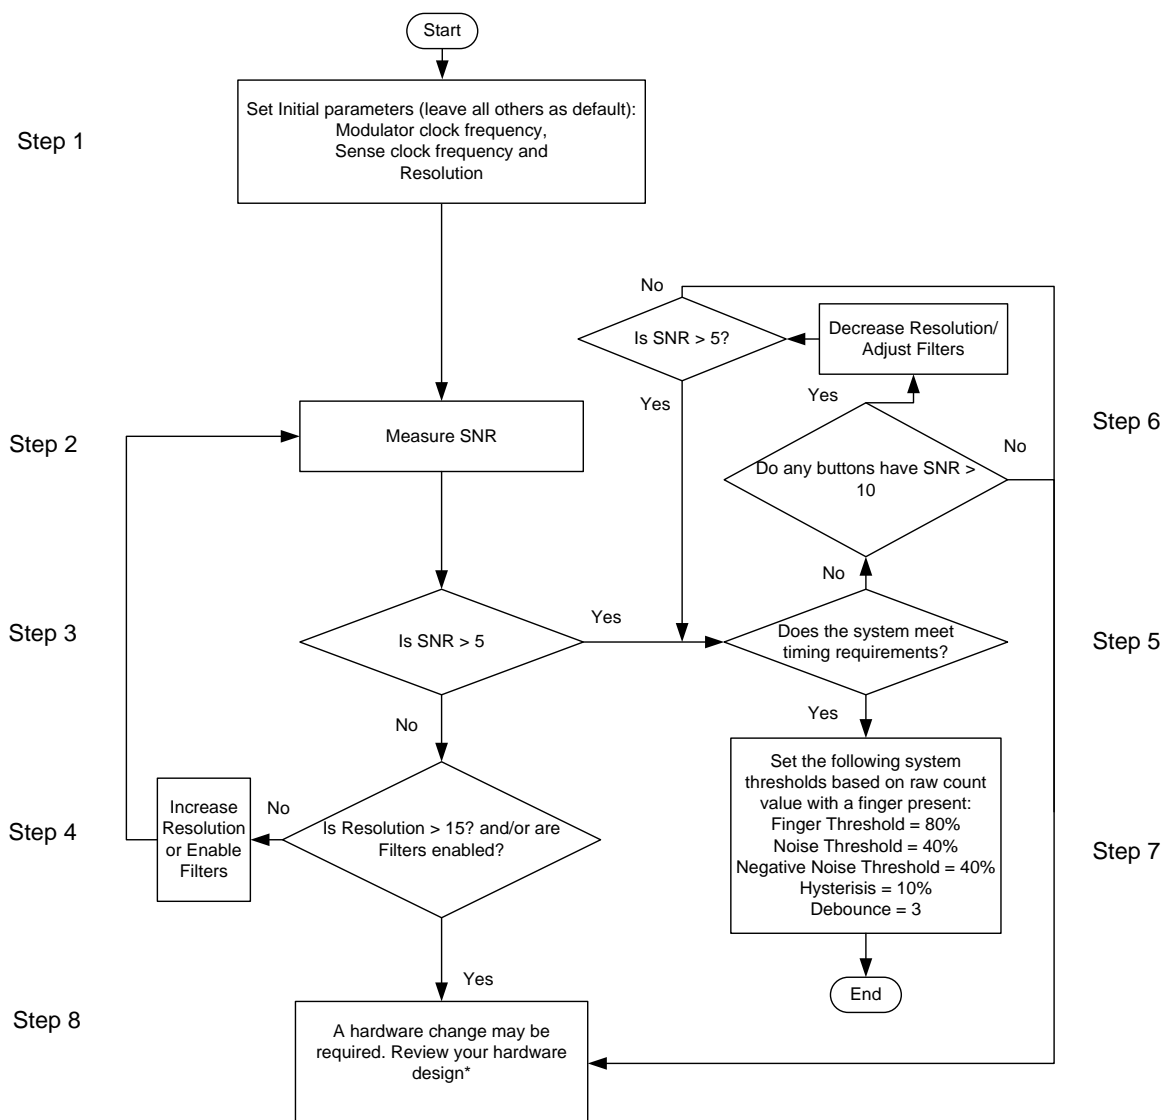 Start
Step 1
Set Initial parameters (leave all others as default):
Modulator clock frequency,
Sense clock frequency and
Resolution
No
Is SNR > 5?
Decrease Resolution/
Adjust Filters
Yes
Yes
Step 6
Step 2
Measure SNR
No
Do any buttons have SNR >
10
No
Step 3
Is SNR > 5
Yes
Does the system meet
timing requirements?
Step 5
No
Yes
Step 4
Increase
Resolution
or Enable
Filters
No
Is Resolution > 15? and/or are
Filters enabled?
Set the following system
thresholds based on raw count
value with a finger present:
Finger Threshold = 80%
Noise Threshold = 40%
Negative Noise Threshold = 40%
Hysterisis = 10%
Debounce = 3
Step 7
Yes
End
Step 8
A hardware change may be
required. Review your hardware
design*